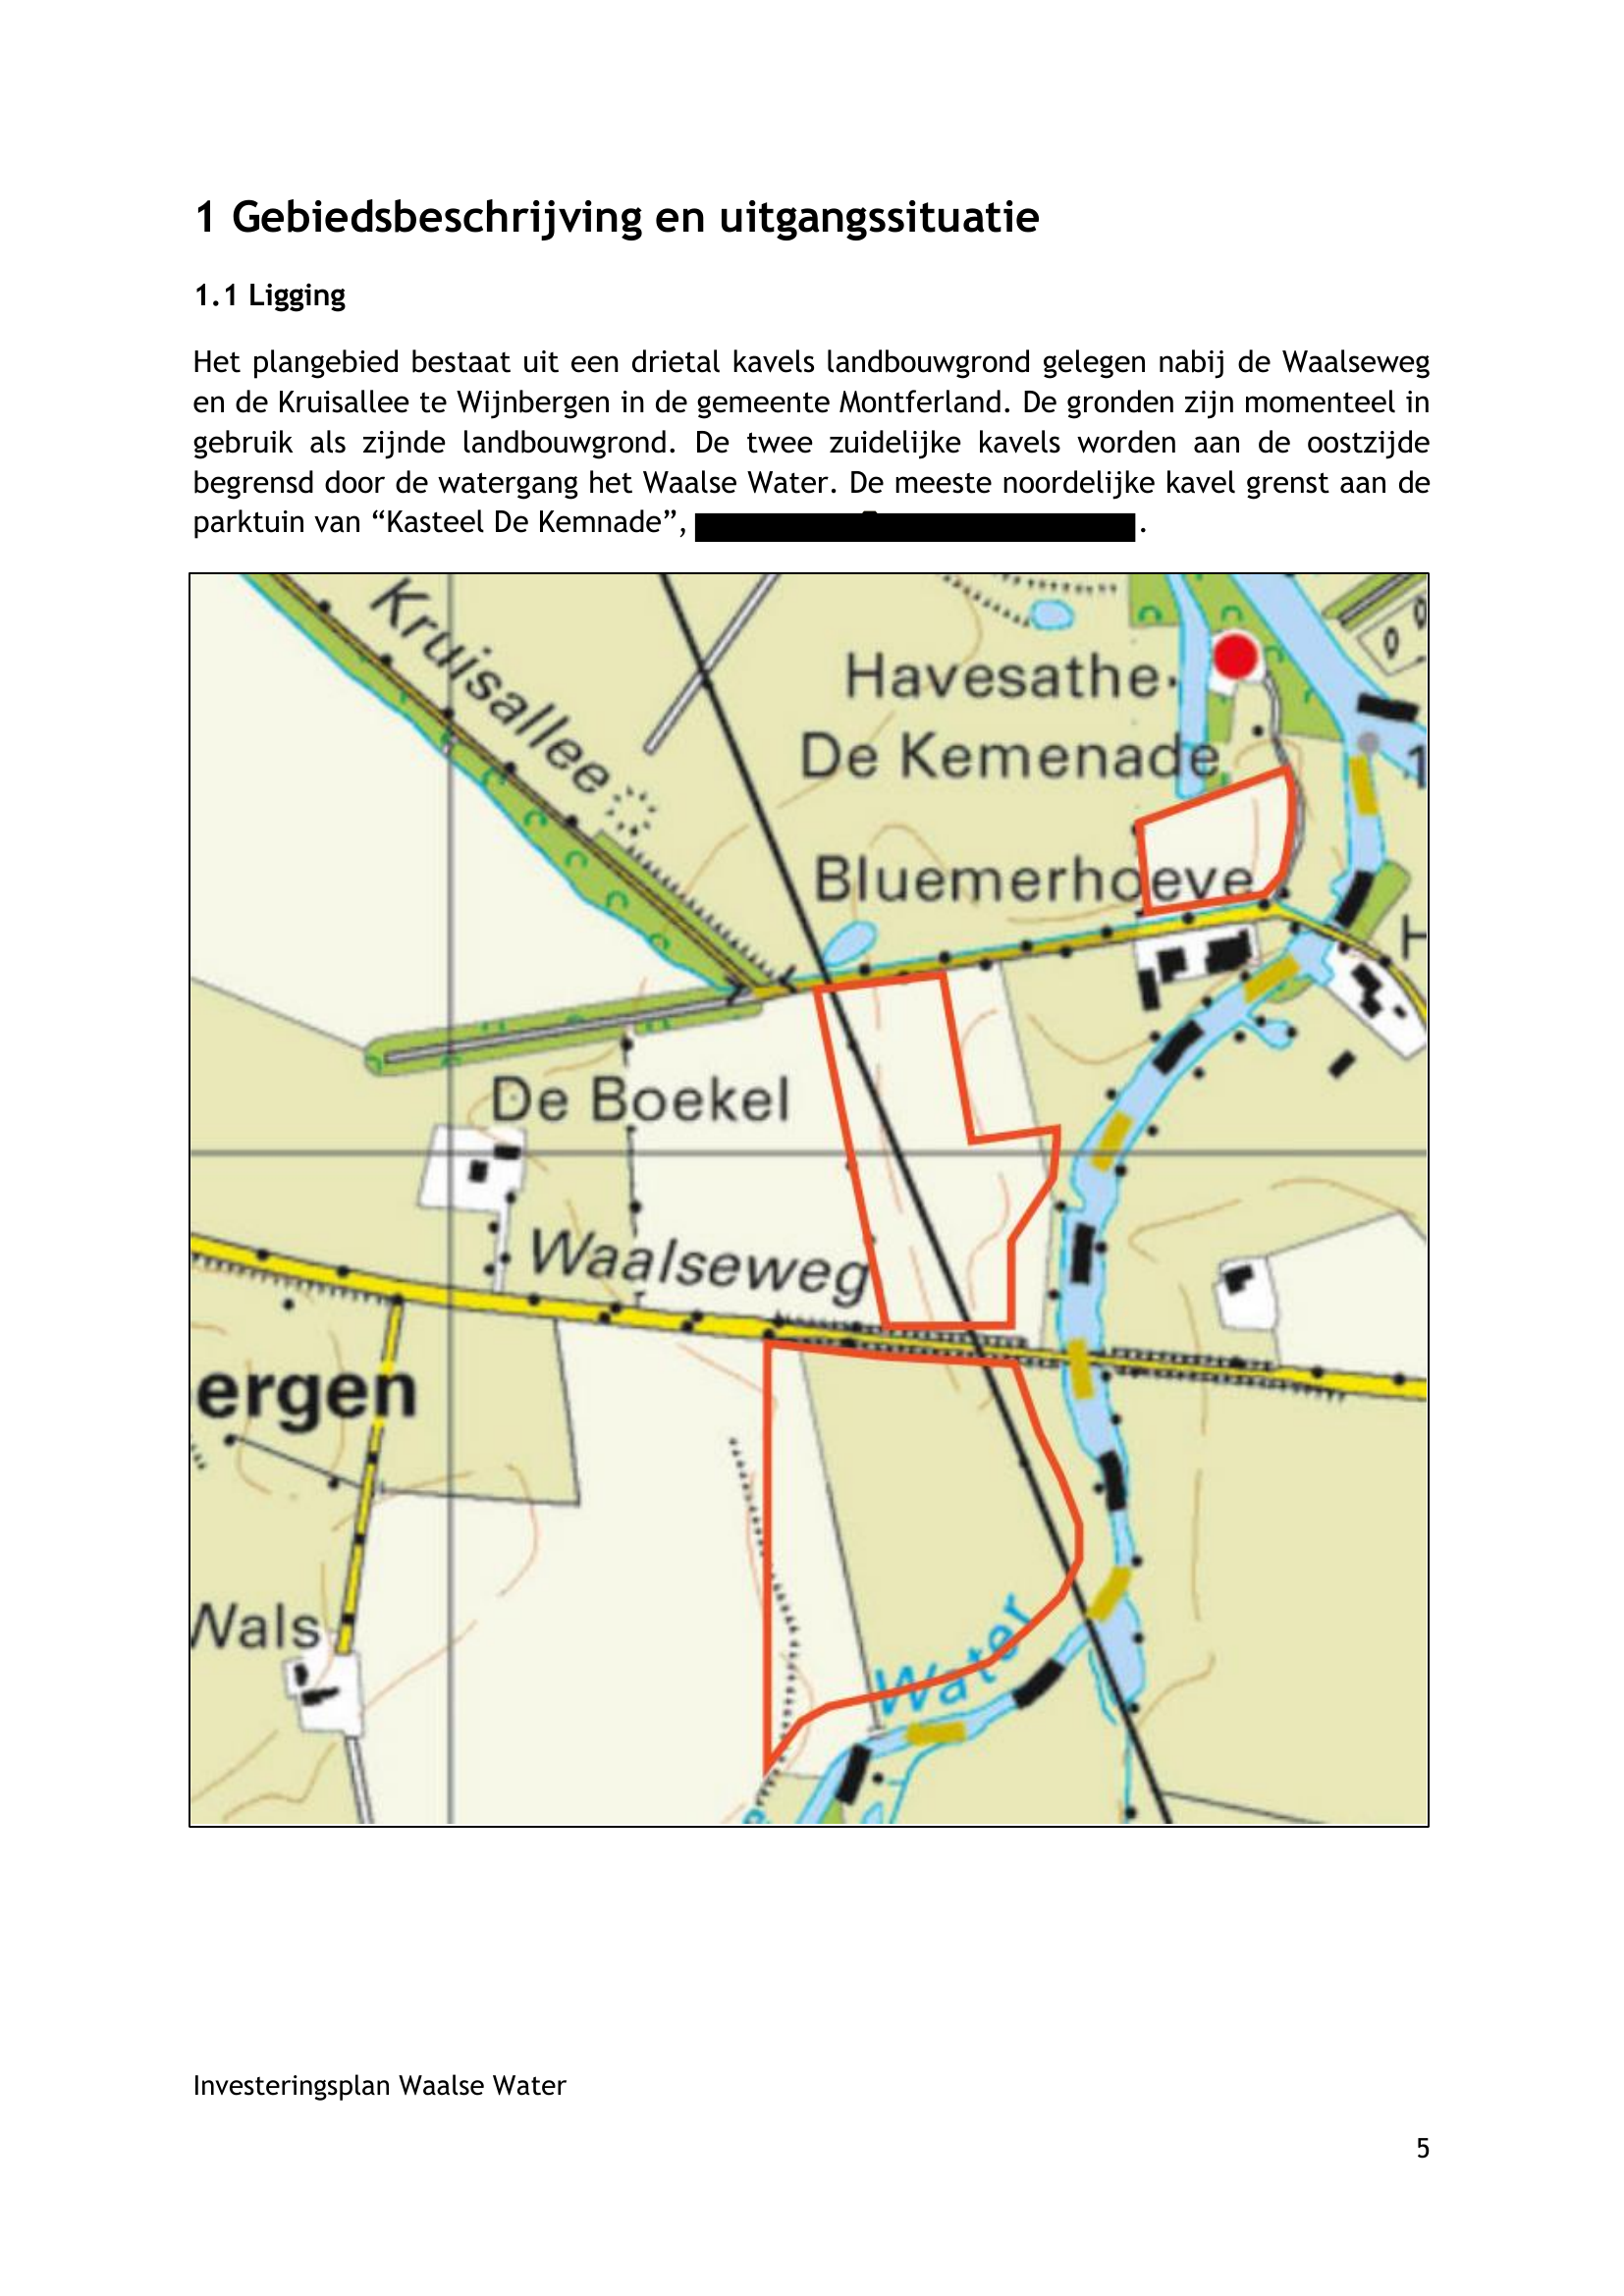 1 Gebiedsbeschrijving en uitgangssituatie
1.1 Ligging
Het plangebied bestaat uit een drietal kavels landbouwgrond gelegen nabij de Waalseweg
en de Kruisallee te Wijnbergen in de gemeente Montferland. De gronden zijn momenteel in
gebruik als zijnde landbouwgrond. De twee zuidelijke kavels worden aan de oostzijde
begrensd door de watergang het Waalse Water. De meeste noordelijke kavel grenst aan de
parktuin van “Kasteel De Kemnade”, .
Kruisallee
Havesathe
De Kemenade
1
Bluemerhoeve
H
De Boekel
Waalseweg
ergen
Wals
Water
Investeringsplan Waalse Water
5